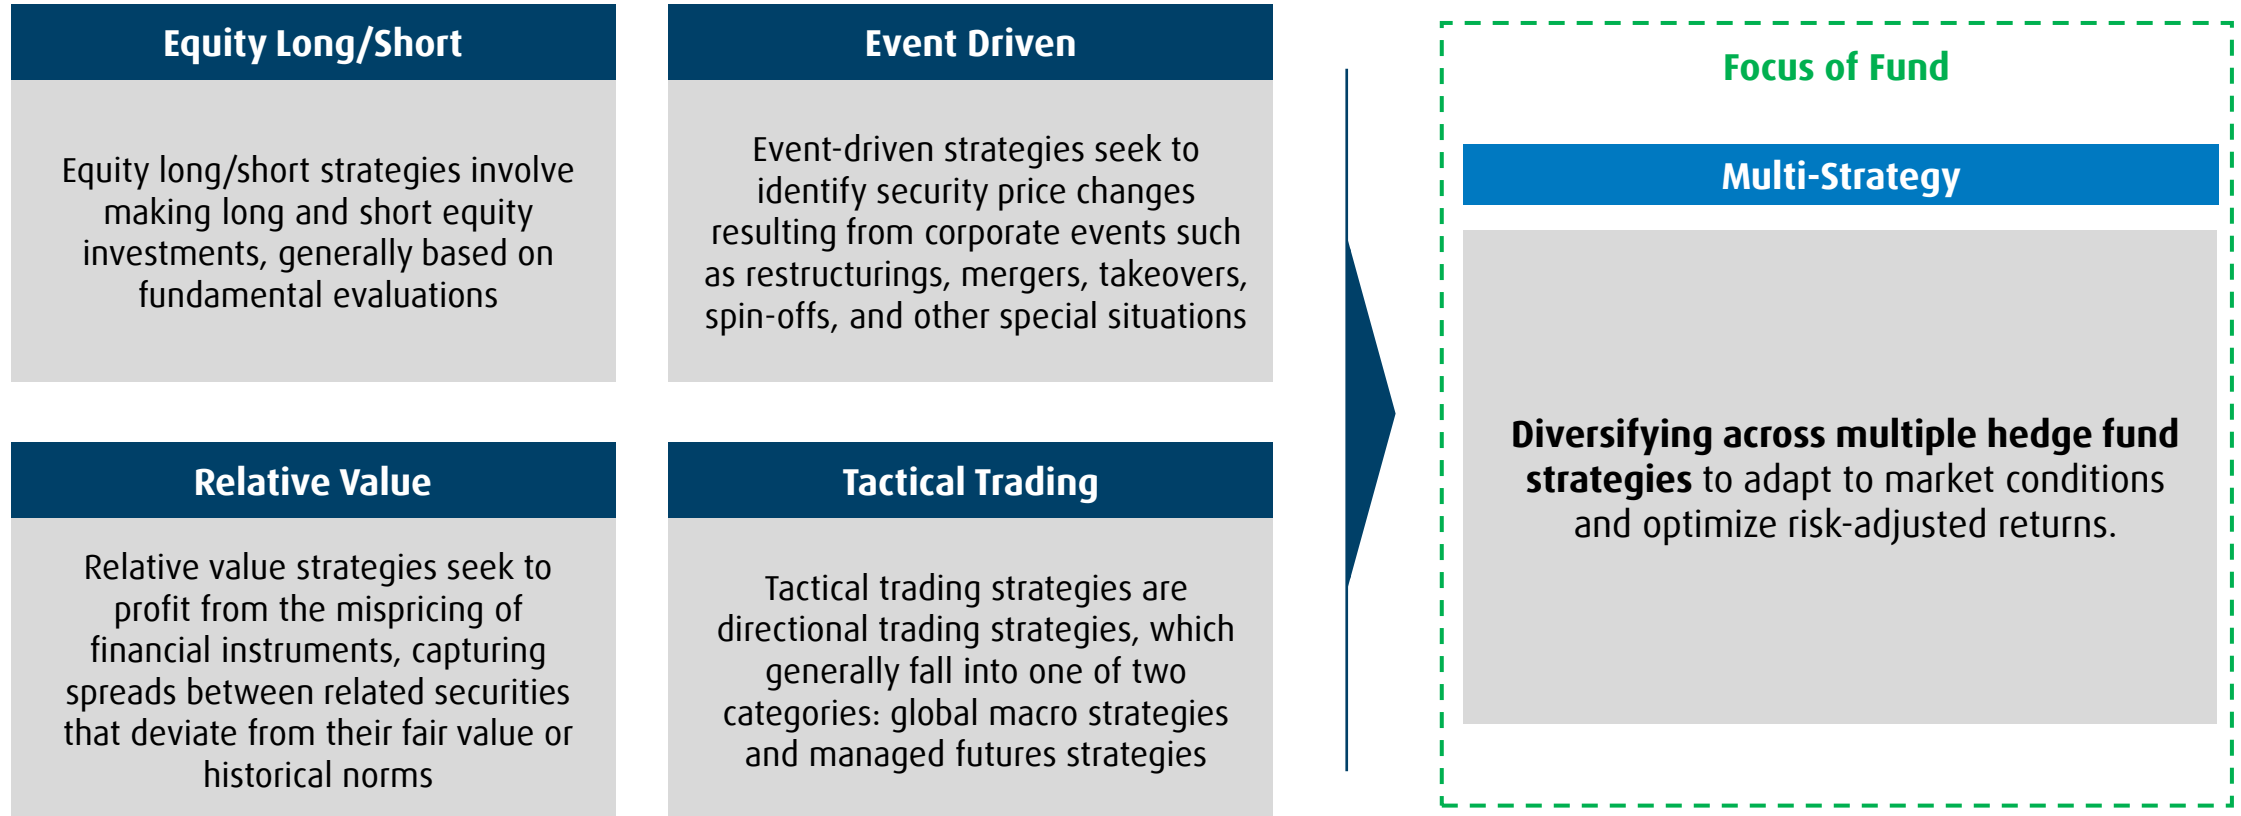 Equity Long/Short
Equity long/short strategies involve
making long and short equity
investments, generally based on
fundamental evaluations
Event Driven
Event-driven strategies seek to
identify security price changes
resulting from corporate events such
as restructurings, mergers, takeovers,
spin-offs, and other special situations
Relative Value
Relative value strategies seek to
profit from the mispricing of
financial instruments, capturing
spreads between related securities
that deviate from their fair value or
historical norms
Tactical Trading
Tactical trading strategies are
directional trading strategies, which
generally fall into one of two
categories: global macro strategies
and managed futures strategies
Focus of Fund
Multi-Strategy
Diversifying across multiple hedge fund
strategies to adapt to market conditions
and optimize risk-adjusted returns.